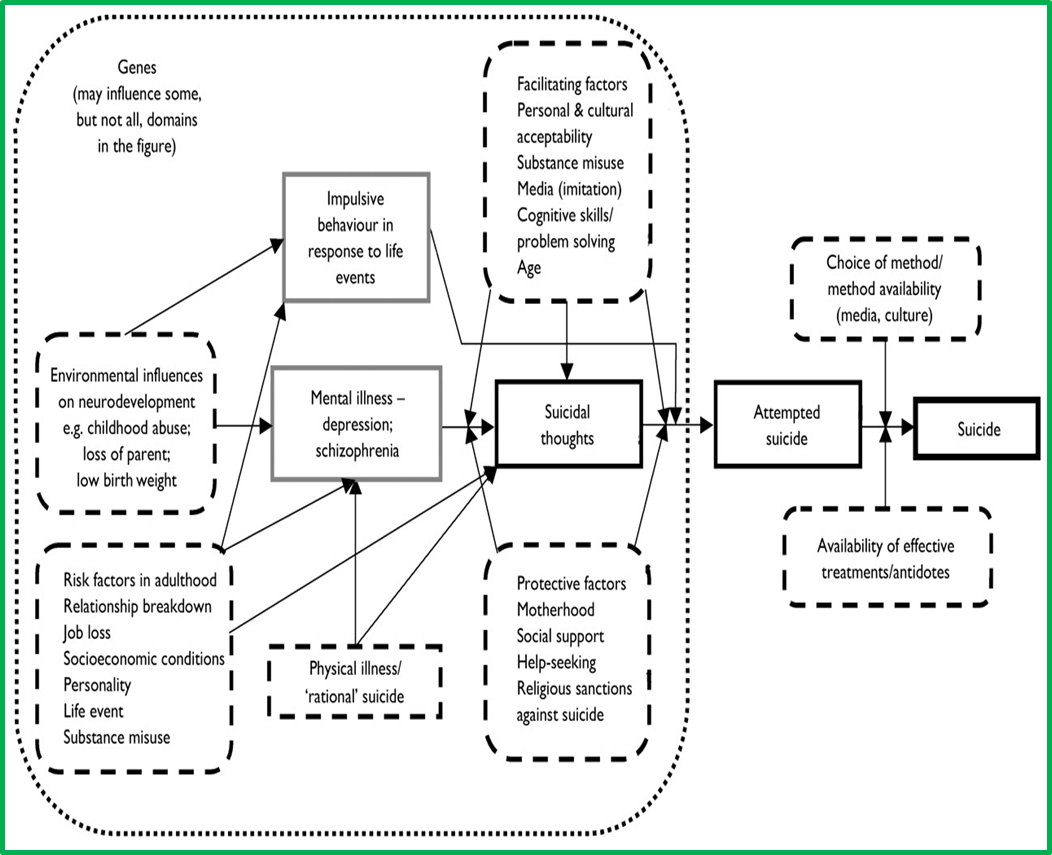 Genes
(may influence some,
but not all, domains
in the figure)
Facilitating factors
Personal & cultural
acceptability
Substance misuse
Media (imitation)
Cognitive skills/
problem solving
Age
Impulsive
behaviour in
response to life
events
Choice of method/
method availability
(media, culture)
Environmental influences
on neurodevelopment
e.g. childhood abuse;
loss of parent;
low birth weight
Mental illness –
depression;
schizophrenia
Suicidal
thoughts
Attempted
suicide
Suicide
Risk factors in adulthood
Relationship breakdown
Job loss
Socioeconomic conditions
Personality
Life event
Substance misuse
Physical illness/
‘rational’ suicide
Protective factors
Motherhood
Social support
Help-seeking
Religious sanctions
against suicide
Availability of effective
treatments/antidotes